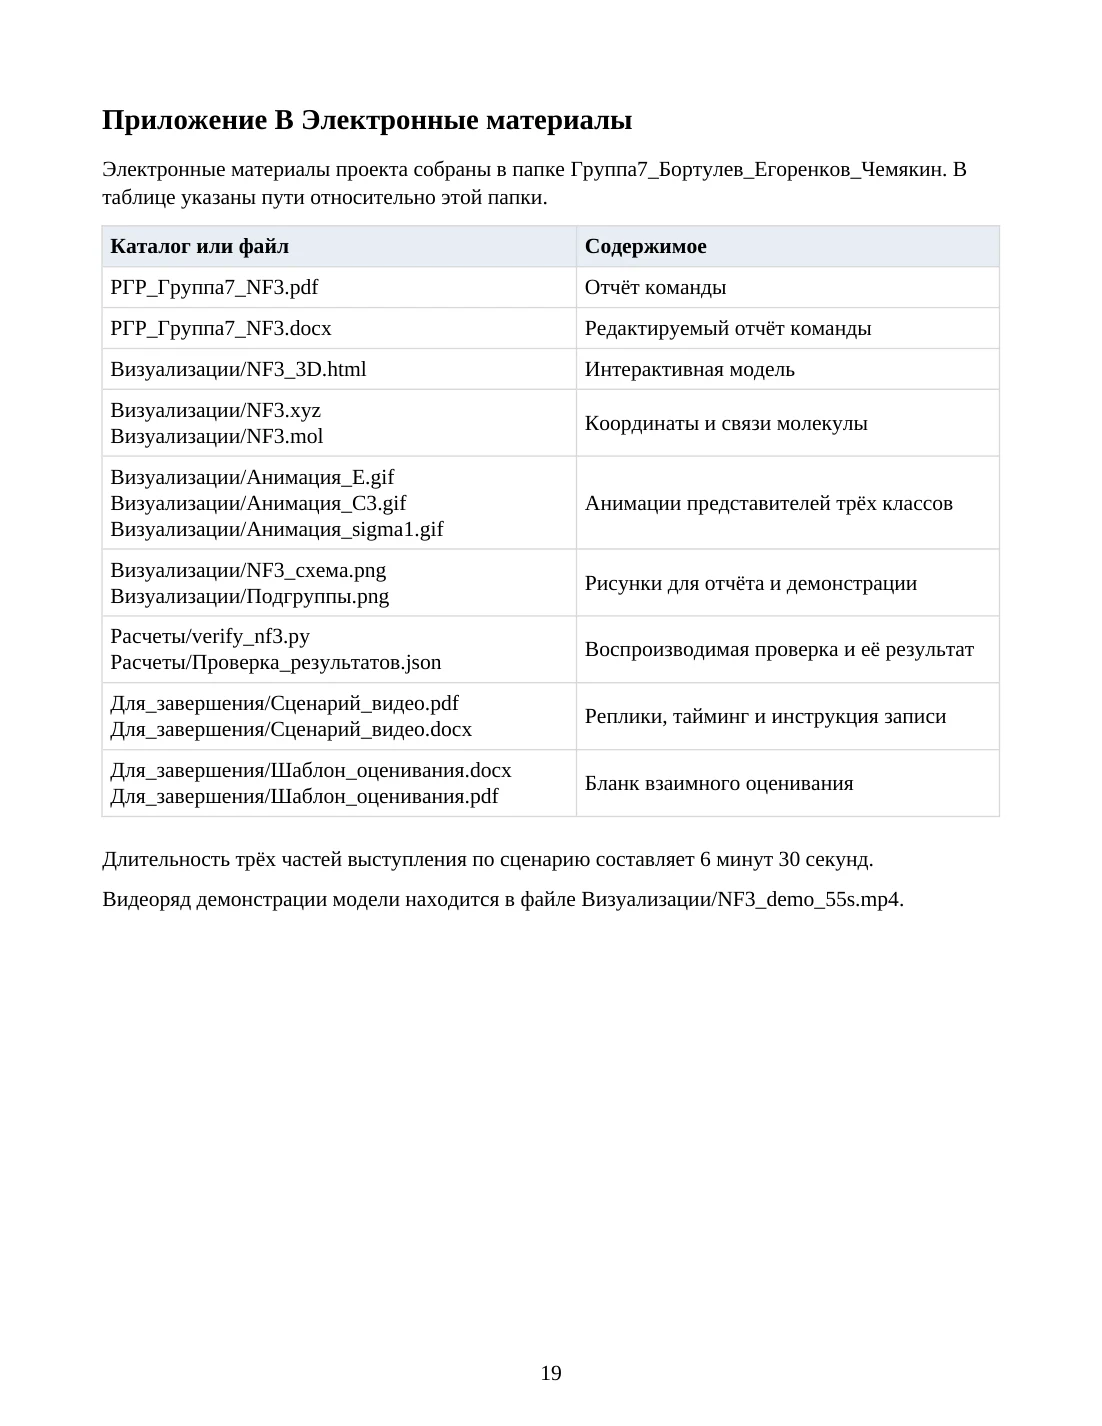 Приложение В Электронные материалы
Электронные материалы проекта собраны в папке Группа7_Бортулев_Егоренков_Чемякин. В
таблице указаны пути относительно этой папки.
Каталог или файл
Содержимое
РГР_Группа7_NF3.pdf
Отчёт команды
РГР_Группа7_NF3.docx
Редактируемый отчёт команды
Визуализации/NF3_3D.html
Интерактивная модель
Визуализации/NF3.xyz
Визуализации/NF3.mol
Координаты и связи молекулы
Визуализации/Анимация_E.gif
Визуализации/Анимация_C3.gif
Визуализации/Анимация_sigma1.gif
Анимации представителей трёх классов
Визуализации/NF3_схема.png
Визуализации/Подгруппы.png
Рисунки для отчёта и демонстрации
Расчеты/verify_nf3.py
Расчеты/Проверка_результатов.json
Воспроизводимая проверка и её результат
Для_завершения/Сценарий_видео.pdf
Для_завершения/Сценарий_видео.docx
Реплики, тайминг и инструкция записи
Для_завершения/Шаблон_оценивания.docx
Для_завершения/Шаблон_оценивания.pdf
Бланк взаимного оценивания
Длительность трёх частей выступления по сценарию составляет 6 минут 30 секунд.
Видеоряд демонстрации модели находится в файле Визуализации/NF3_demo_55s.mp4.
19